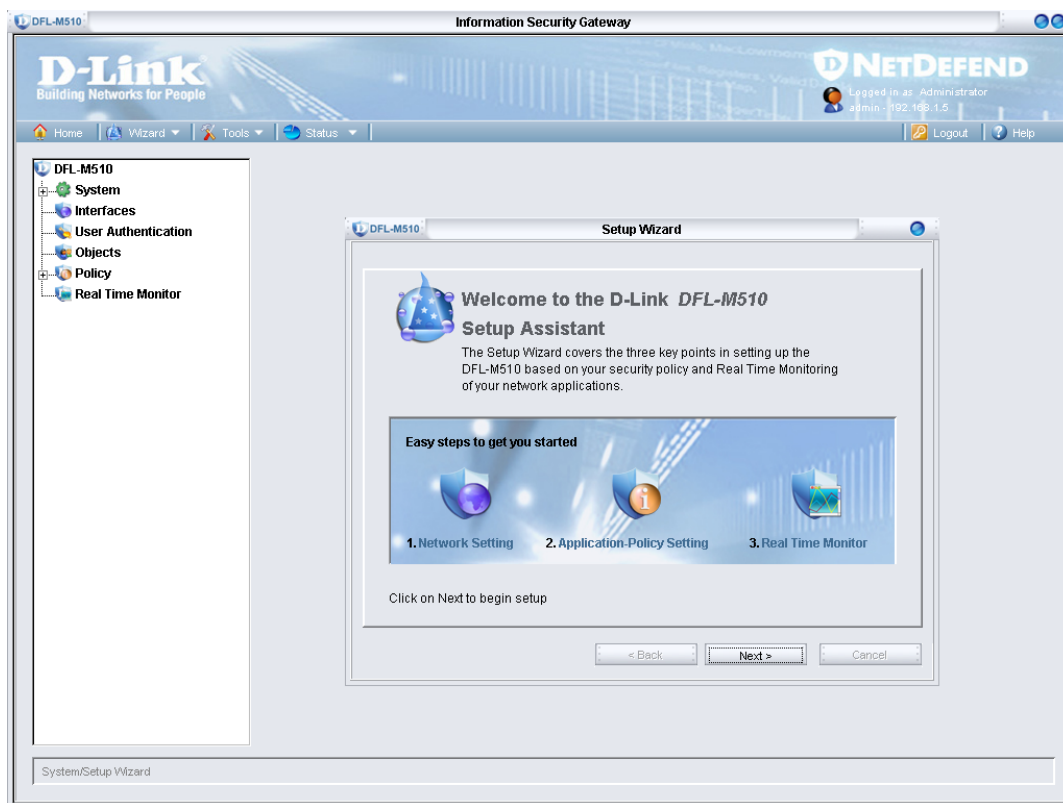 DFL-M510
Information Security Gateway
D-Link
Building Networks for People
NETDEFEND
Logged in as Administrator
admin - 192.168.1.5
Home Wizard Tools Status Logout Help
DFL-M510
System
Interfaces
User Authentication
Objects
Policy
Real Time Monitor
DFL-M510
Setup Wizard
Welcome to the D-Link DFL-M510
Setup Assistant
The Setup Wizard covers the three key points in setting up the
DFL-M510 based on your security policy and Real Time Monitoring
of your network applications.
Easy steps to get you started
1. Network Setting 2. Application-Policy Setting 3. Real Time Monitor
Click on Next to begin setup
< Back Next > Cancel
System/Setup Wizard